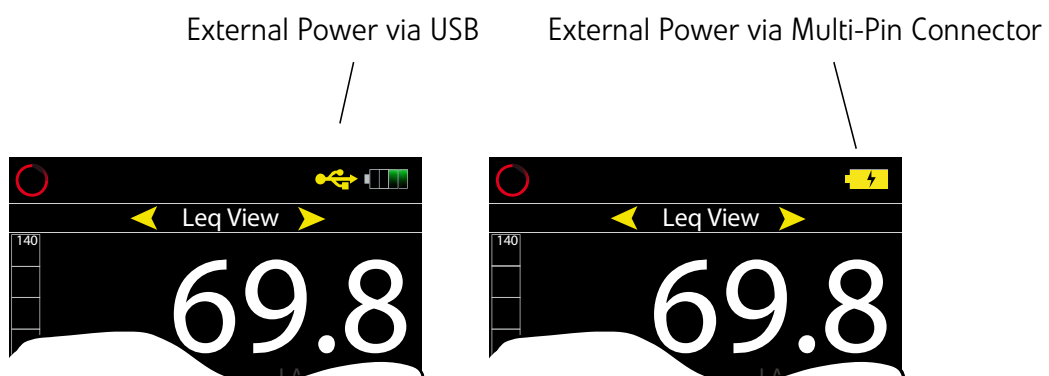 External Power via USB
External Power via Multi-Pin Connector
Leq View
140
69.8
Leq View
140
69.8